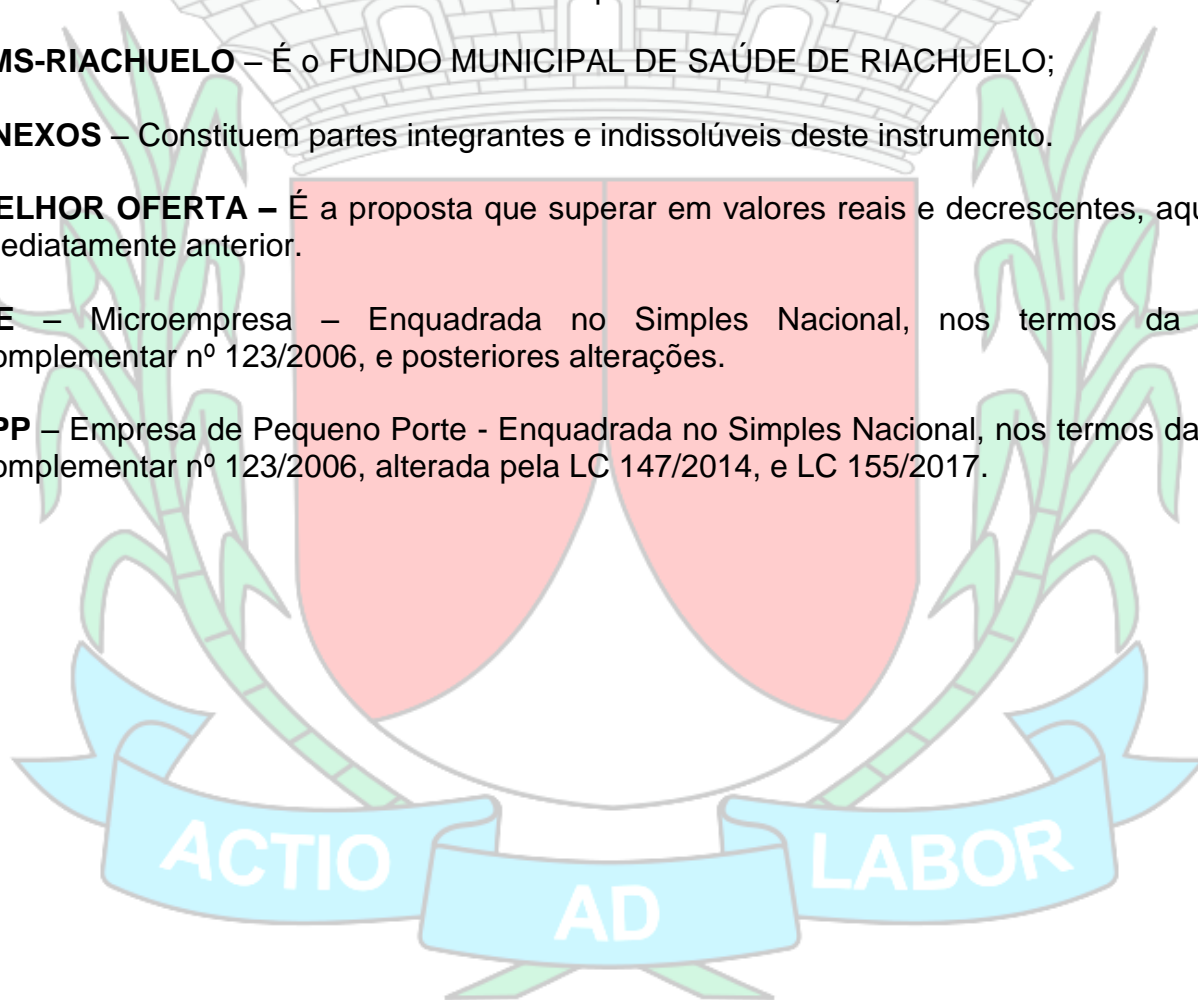 MS-RIACHUELO – É o FUNDO MUNICIPAL DE SAÚDE DE RIACHUELO;
NEXOS – Constituem partes integrantes e indissolúveis deste instrumento.
ELHOR OFERTA – É a proposta que superar em valores reais e decrescentes, aqu
ediatamente anterior.
E – Microempresa – Enquadrada no Simples Nacional, nos termos da
omplementar nº 123/2006, e posteriores alterações.
PP – Empresa de Pequeno Porte - Enquadrada no Simples Nacional, nos termos da
omplementar nº 123/2006, alterada pela LC 147/2014, e LC 155/2017.
ACTIO
AD
LABOR